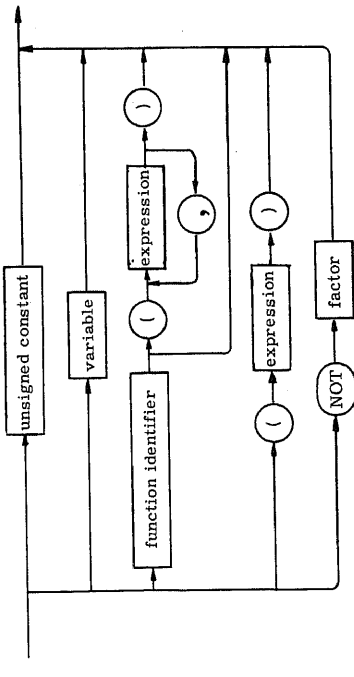 unsigned constant
variable
function identifier ( expression )
,
( expression )
NOT factor